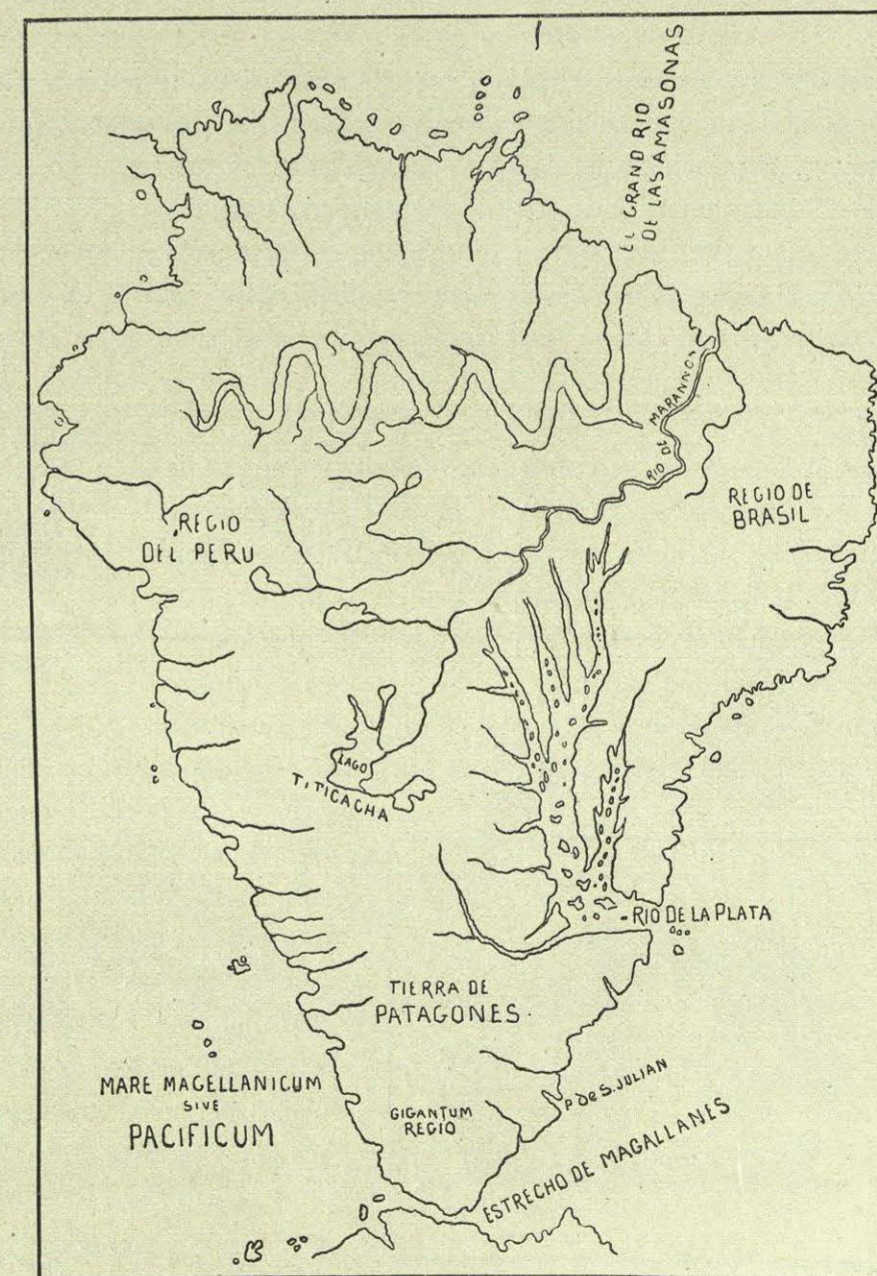 EL GRAND RIO
DE LAS AMASONAS
RIO DE MARANNON
REGIO DE
BRASIL
REGIO
DEL PERU
LAGO
TITICACHA
RIO DE LA PLATA
TIERRA DE
PATAGONES
MARE MAGELLANICUM
SIVE
PACIFICUM
GIGANTUM
REGIO
P de S. JULIAN
ESTRECHO DE MAGALLANES